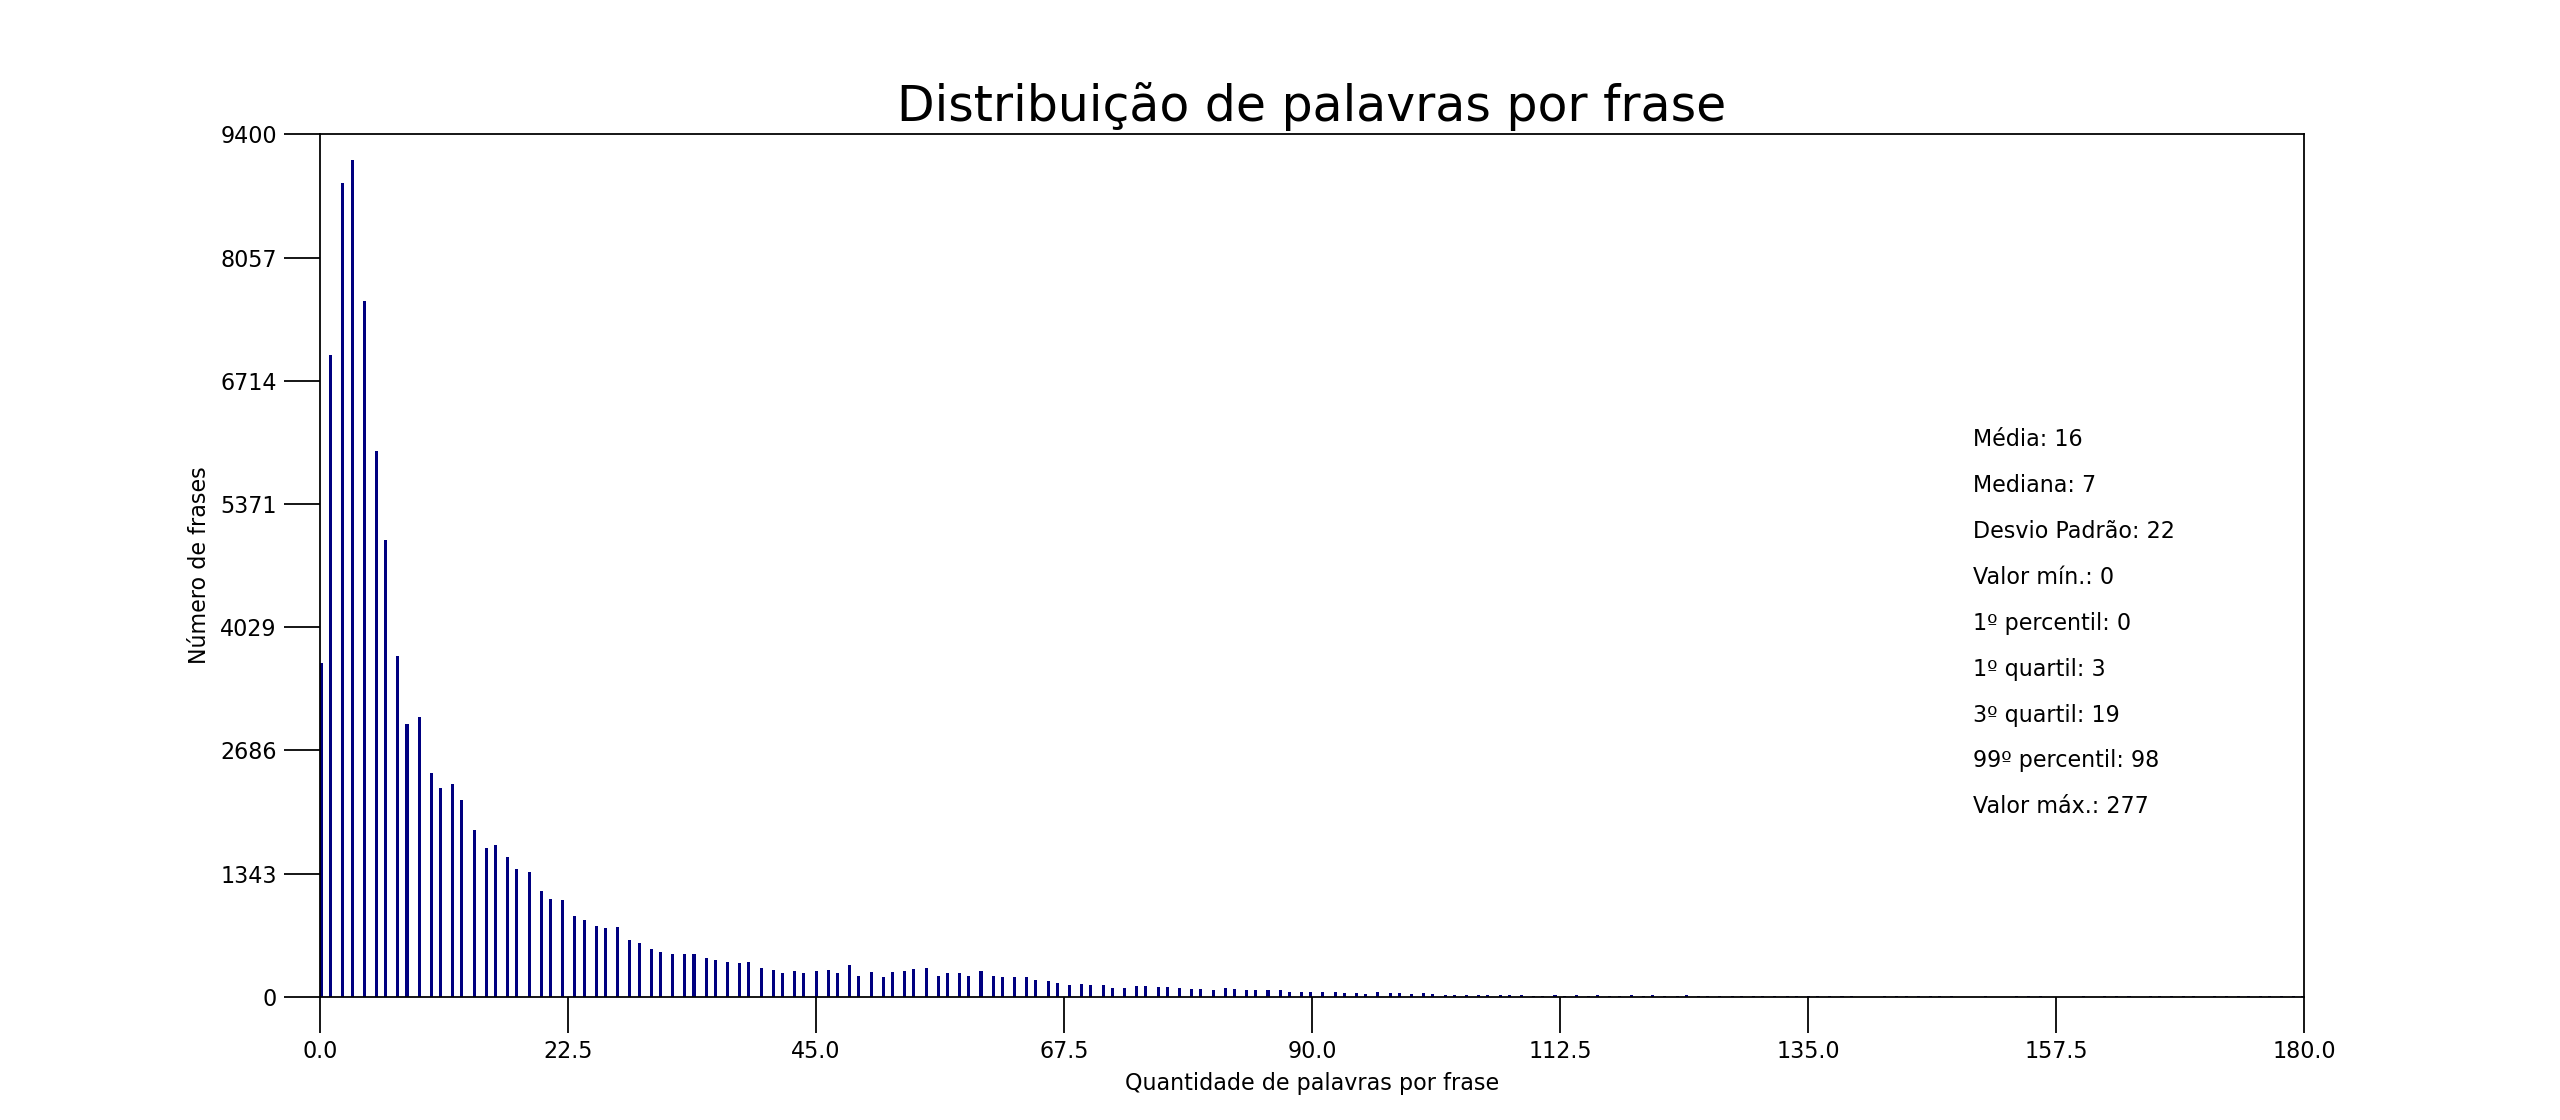 Distribuição de palavras por frase
9400
8057
6714
5371
4029
2686
1343
0
Número de frases
Média: 16
Mediana: 7
Desvio Padrão: 22
Valor mín.: 0
1º percentil: 0
1º quartil: 3
3º quartil: 19
99º percentil: 98
Valor máx.: 277
0.0 22.5 45.0 67.5 90.0 112.5 135.0 157.5 180.0
Quantidade de palavras por frase